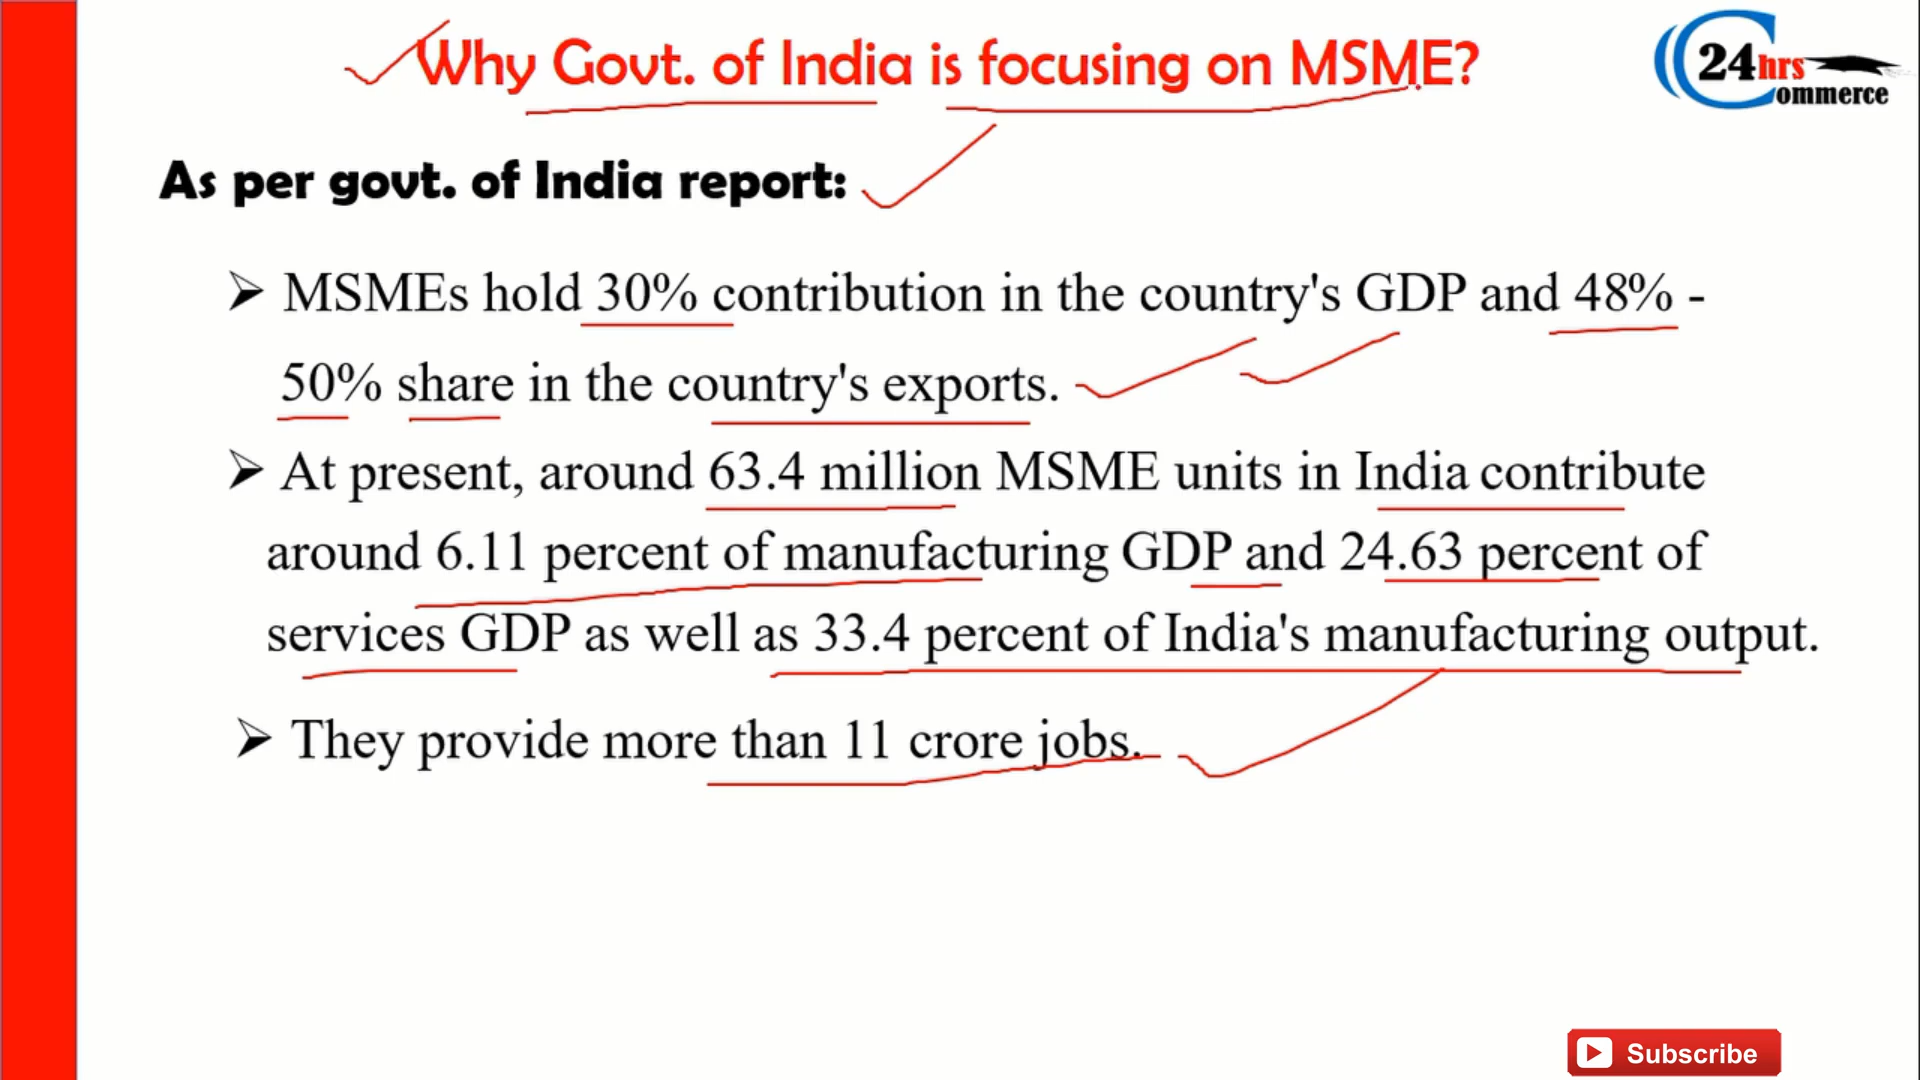 Why Govt. of India is focusing on MSME?
24hrs
Commerce
As per govt. of India report:
MSMEs hold 30% contribution in the country's GDP and 48% -
50% share in the country's exports.
At present, around 63.4 million MSME units in India contribute
around 6.11 percent of manufacturing GDP and 24.63 percent of
services GDP as well as 33.4 percent of India's manufacturing output.
They provide more than 11 crore jobs.
Subscribe